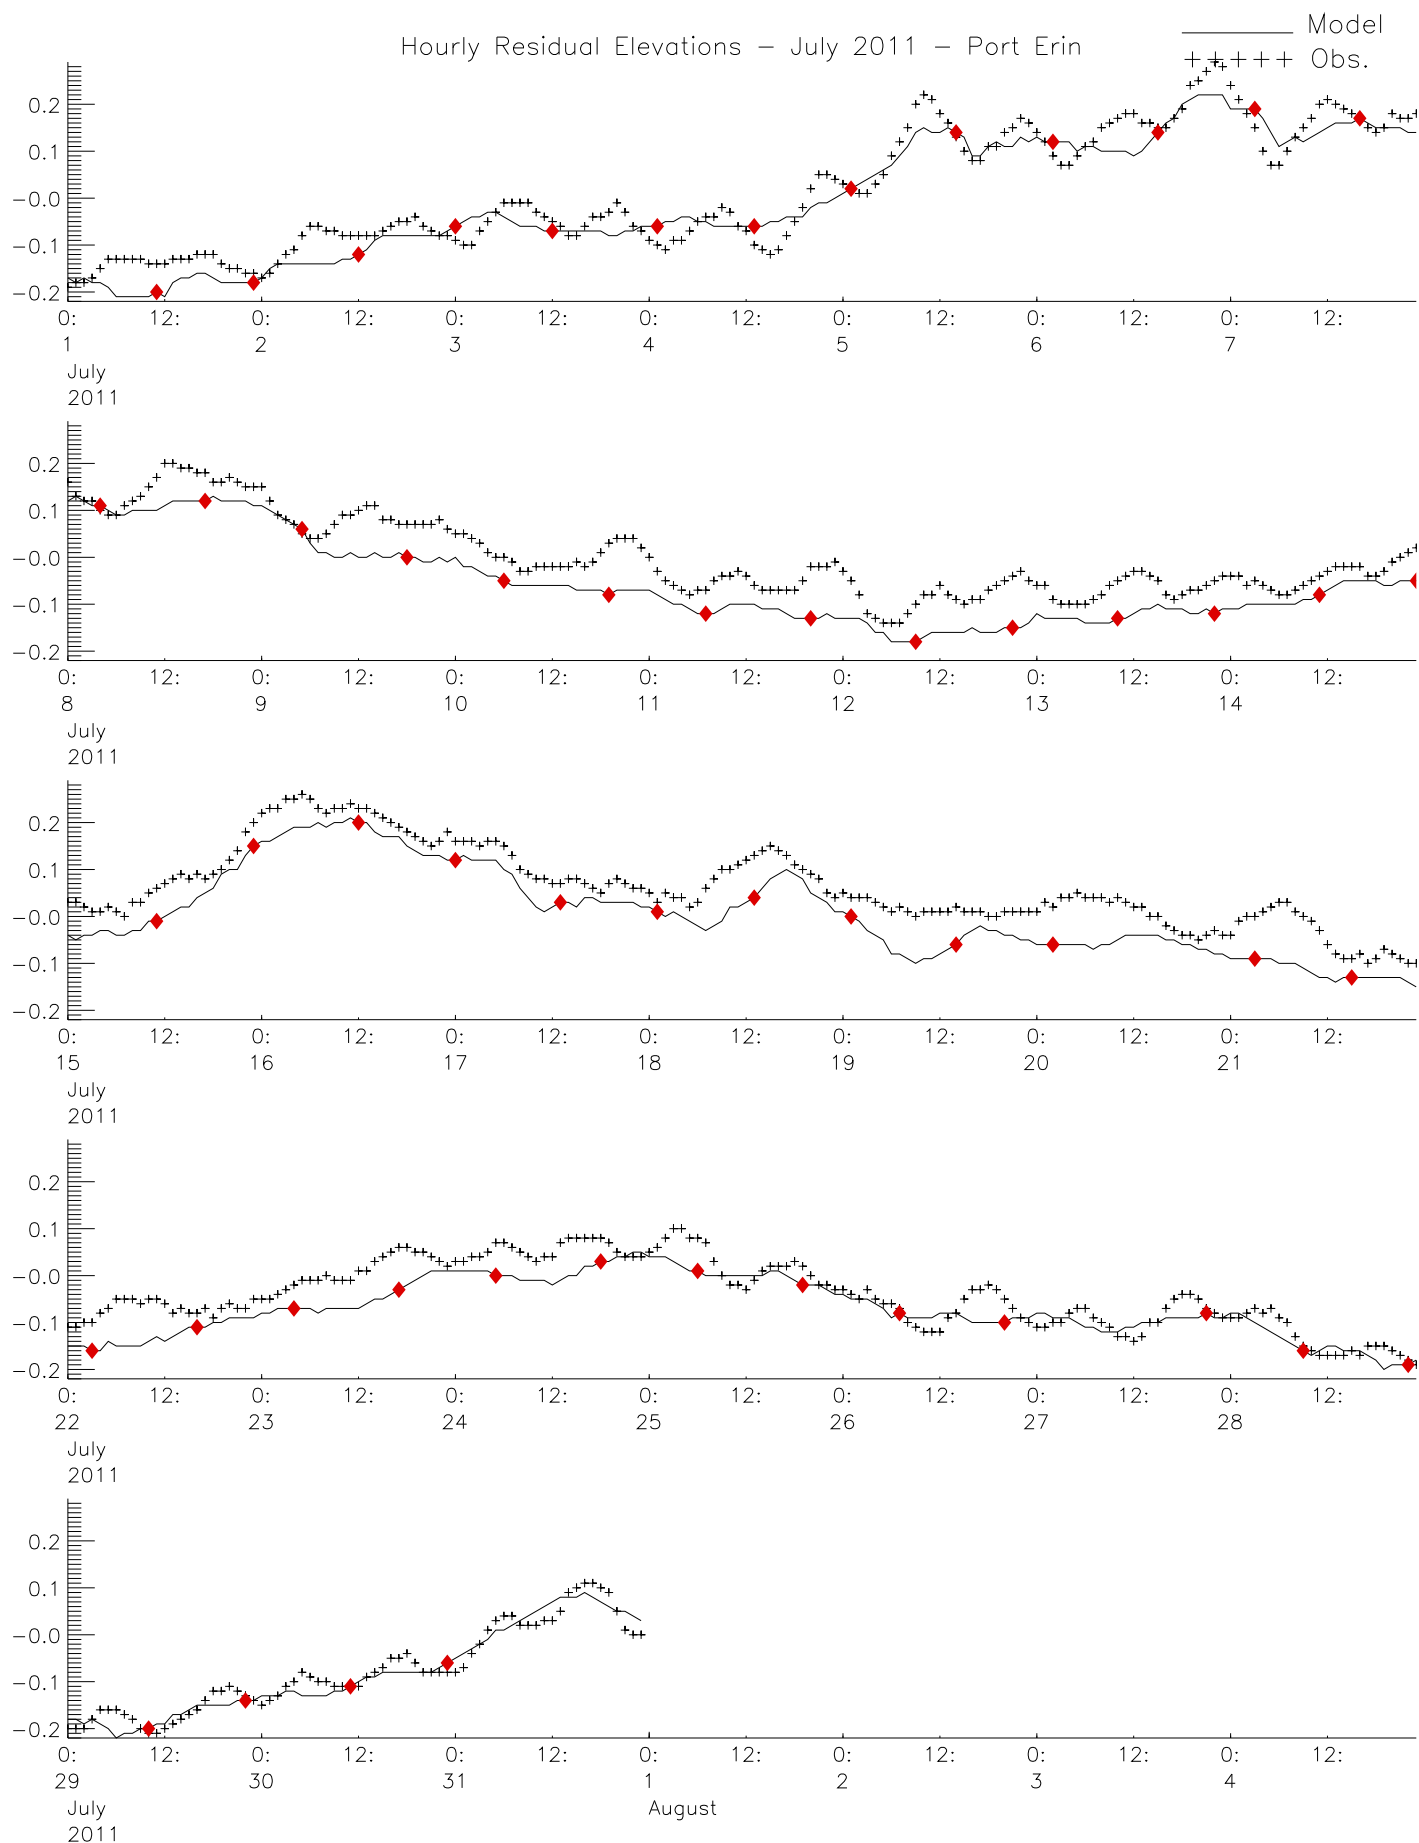 Hourly Residual Elevations – July 2011 – Port Erin
Model
+ + + + + Obs.
0.2
0.1
−0.0
−0.1
−0.2
0: 12: 0: 12: 0: 12: 0: 12: 0: 12: 0: 12: 0: 12:
1 2 3 4 5 6 7
July
2011
0.2
0.1
−0.0
−0.1
−0.2
0: 12: 0: 12: 0: 12: 0: 12: 0: 12: 0: 12: 0: 12:
8 9 10 11 12 13 14
July
2011
0.2
0.1
−0.0
−0.1
−0.2
0: 12: 0: 12: 0: 12: 0: 12: 0: 12: 0: 12: 0: 12:
15 16 17 18 19 20 21
July
2011
0.2
0.1
−0.0
−0.1
−0.2
0: 12: 0: 12: 0: 12: 0: 12: 0: 12: 0: 12: 0: 12:
22 23 24 25 26 27 28
July
2011
0.2
0.1
−0.0
−0.1
−0.2
0: 12: 0: 12: 0: 12: 0: 12: 0: 12: 0: 12: 0: 12:
29 30 31 1 2 3 4
July August
2011